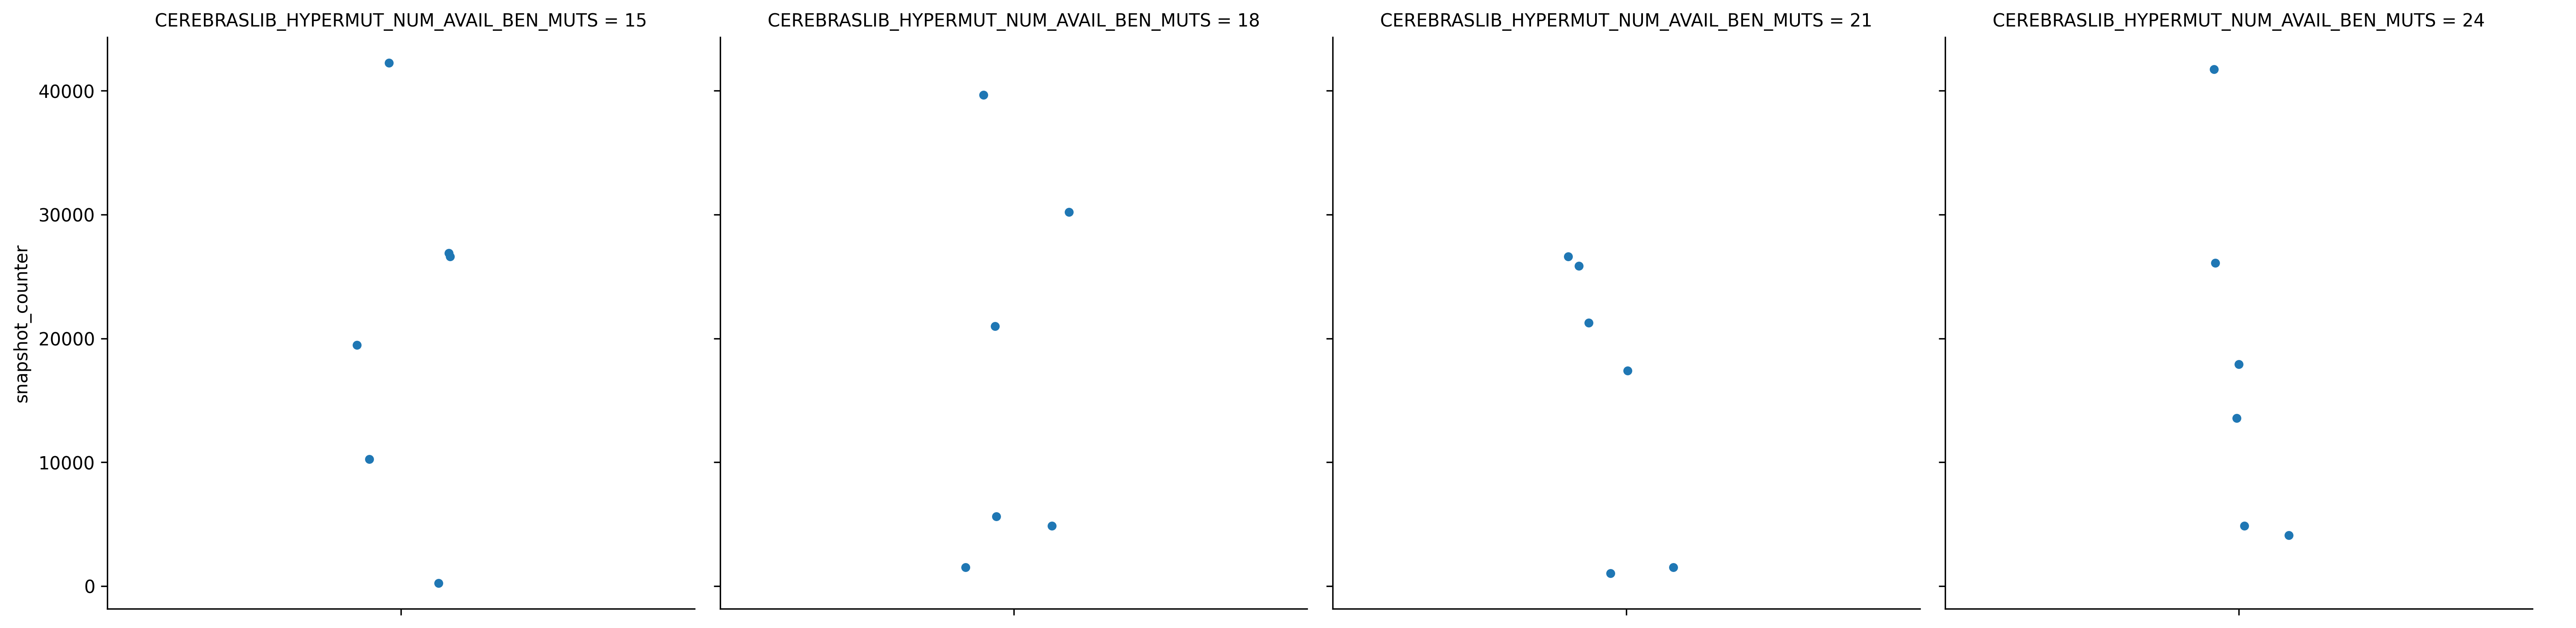 CEREBRASLIB_HYPERMUT_NUM_AVAIL_BEN_MUTS = 15
CEREBRASLIB_HYPERMUT_NUM_AVAIL_BEN_MUTS = 18
CEREBRASLIB_HYPERMUT_NUM_AVAIL_BEN_MUTS = 21
CEREBRASLIB_HYPERMUT_NUM_AVAIL_BEN_MUTS = 24
40000
30000
20000
10000
0
snapshot_counter